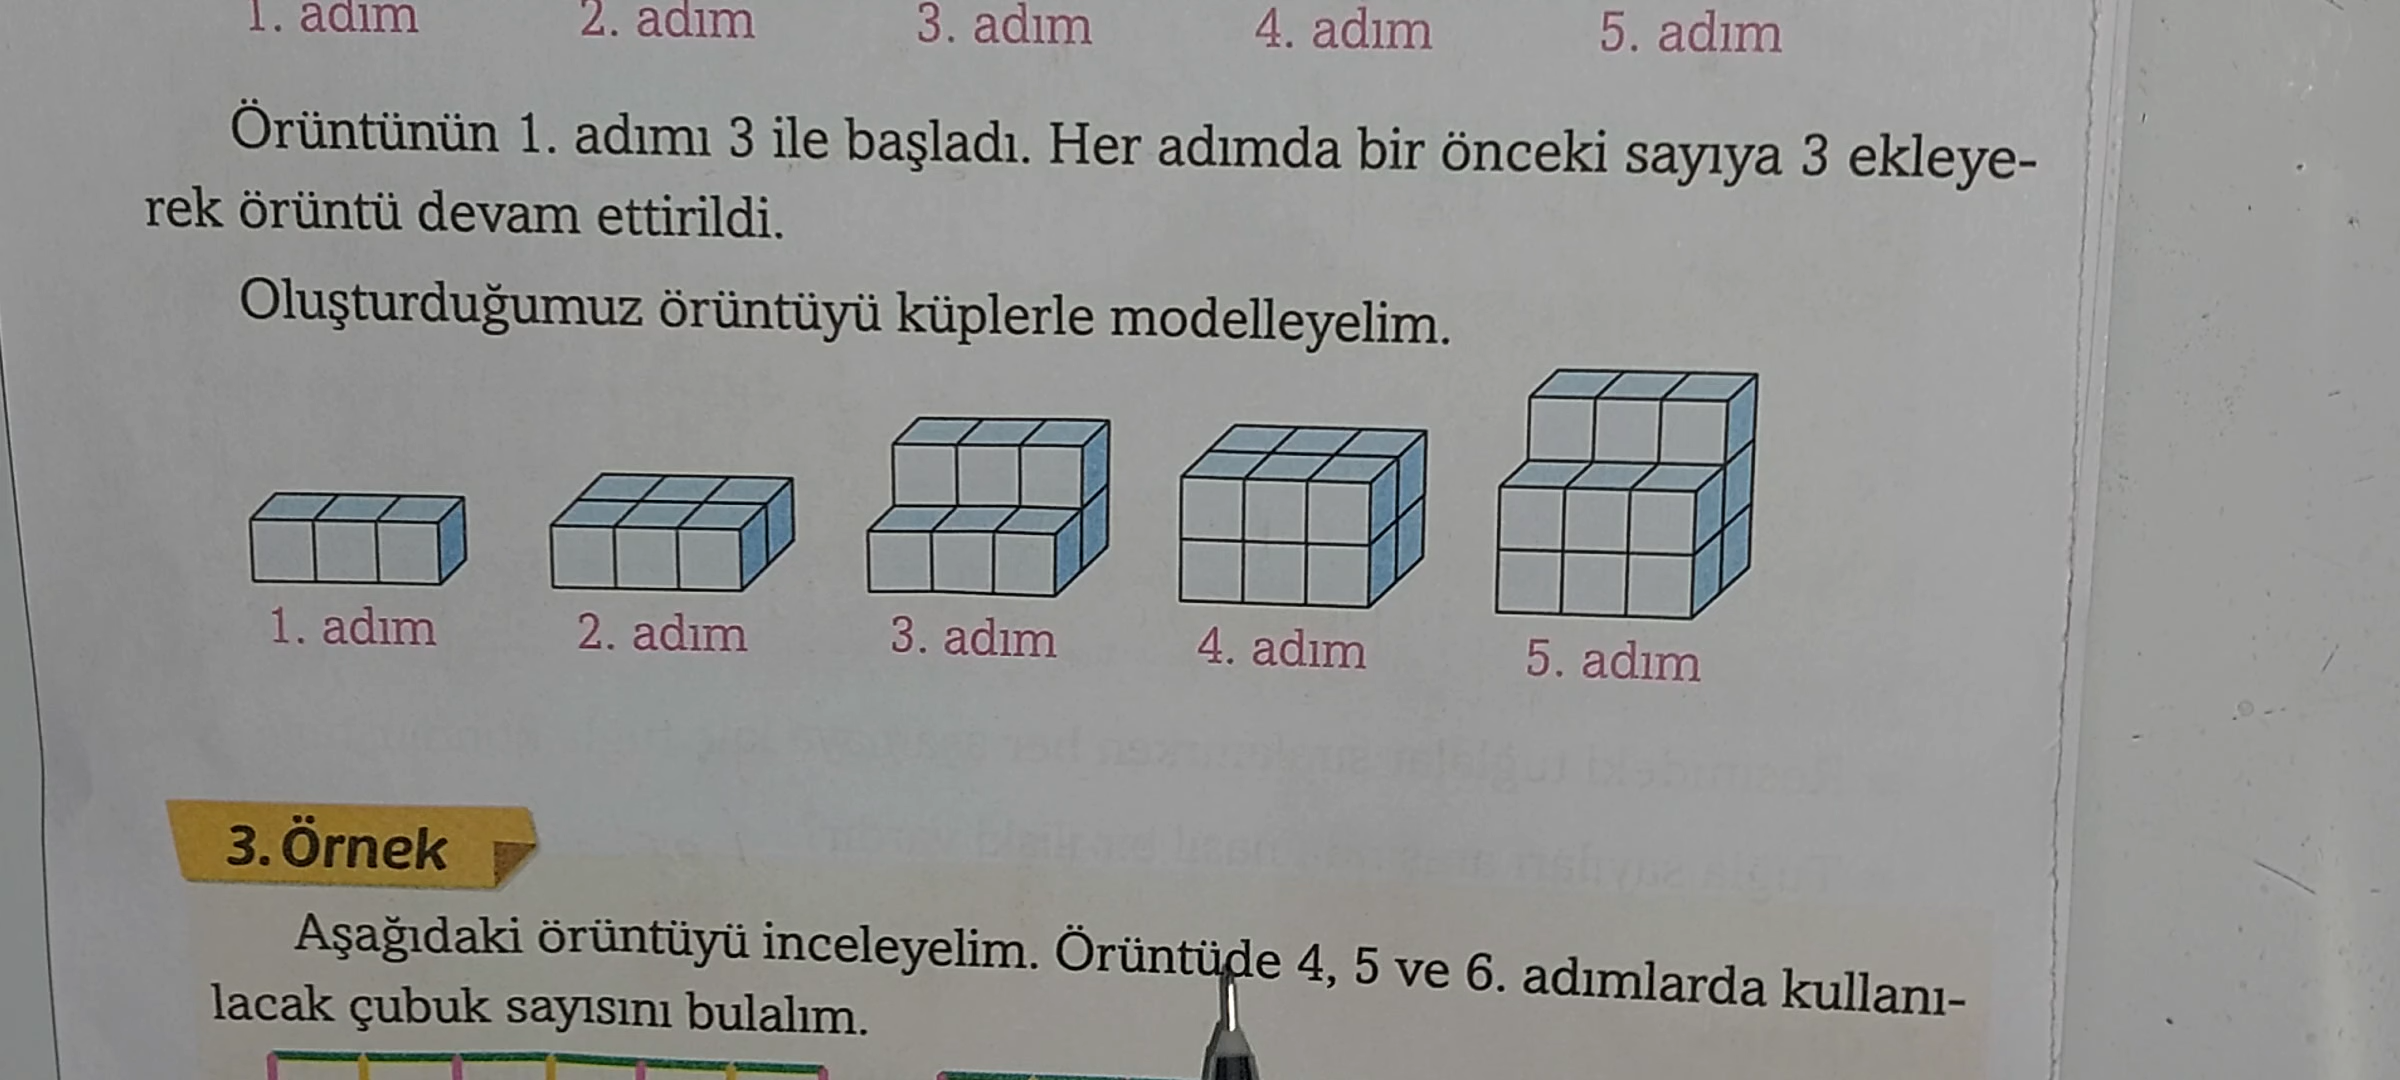 1. adım 2. adım 3. adım 4. adım 5. adım
Örüntünün 1. adımı 3 ile başladı. Her adımda bir önceki sayıya 3 ekleye-
rek örüntü devam ettirildi.
Oluşturduğumuz örüntüyü küplerle modelleyelim.
1. adım 2. adım 3. adım 4. adım 5. adım
3. Örnek
Aşağıdaki örüntüyü inceleyelim. Örüntüde 4, 5 ve 6. adımlarda kullanı-
lacak çubuk sayısını bulalım.